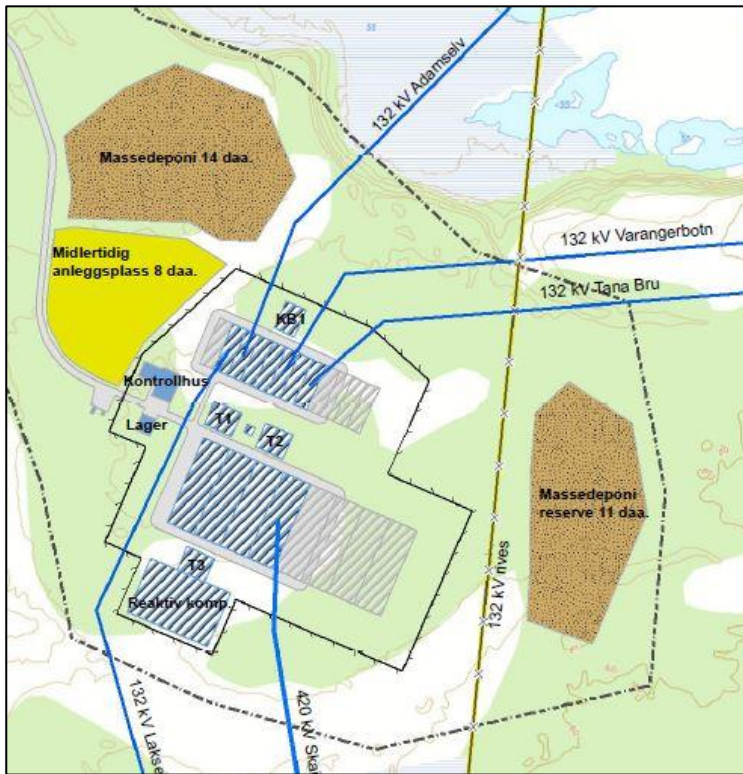 132 kV Adamselv
Massedeponi 14 daa.
132 kV Varangerbotn
Midlertidig
anleggsplass 8 daa.
132 kV Tana Bru
KB1
Kontrollhus
T1
Lager
T2
Massedeponi
reserve 11 daa.
T3
132 kV rives
Reaktiv komp.
132 kV Lakse
420 kV Skai